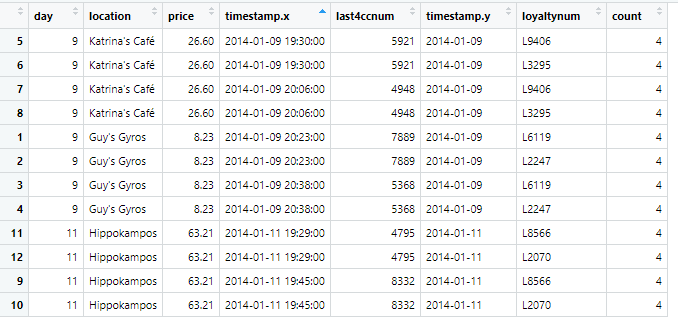 day location price timestamp.x last4ccnum timestamp.y loyaltynum count
5 9 Katrina's Café 26.60 2014-01-09 19:30:00 5921 2014-01-09 L9406 4
6 9 Katrina's Café 26.60 2014-01-09 19:30:00 5921 2014-01-09 L3295 4
7 9 Katrina's Café 26.60 2014-01-09 20:06:00 4948 2014-01-09 L9406 4
8 9 Katrina's Café 26.60 2014-01-09 20:06:00 4948 2014-01-09 L3295 4
1 9 Guy's Gyros 8.23 2014-01-09 20:23:00 7889 2014-01-09 L6119 4
2 9 Guy's Gyros 8.23 2014-01-09 20:23:00 7889 2014-01-09 L2247 4
3 9 Guy's Gyros 8.23 2014-01-09 20:38:00 5368 2014-01-09 L6119 4
4 9 Guy's Gyros 8.23 2014-01-09 20:38:00 5368 2014-01-09 L2247 4
11 11 Hippokampos 63.21 2014-01-11 19:29:00 4795 2014-01-11 L8566 4
12 11 Hippokampos 63.21 2014-01-11 19:29:00 4795 2014-01-11 L2070 4
9 11 Hippokampos 63.21 2014-01-11 19:45:00 8332 2014-01-11 L8566 4
10 11 Hippokampos 63.21 2014-01-11 19:45:00 8332 2014-01-11 L2070 4